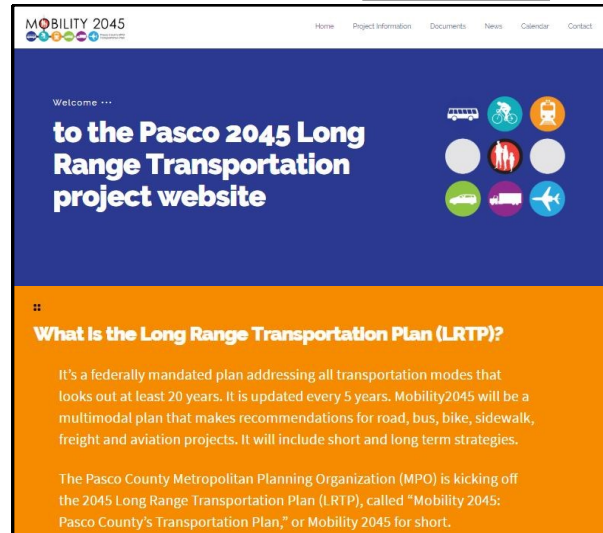 MOBILITY 2045
Home Project Information Documents News Calendar Contact
Welcome ···
to the Pasco 2045 Long
Range Transportation
project website
What is the Long Range Transportation Plan (LRTP)?
It's a federally mandated plan addressing all transportation modes that
looks out at least 20 years. It is updated every 5 years. Mobility2045 will be a
multimodal plan that makes recommendations for road, bus, bike, sidewalk,
freight and aviation projects. It will include short and long term strategies.
The Pasco County Metropolitan Planning Organization (MPO) is kicking off
the 2045 Long Range Transportation Plan (LRTP), called “Mobility 2045:
Pasco County's Transportation Plan,” or Mobility 2045 for short.